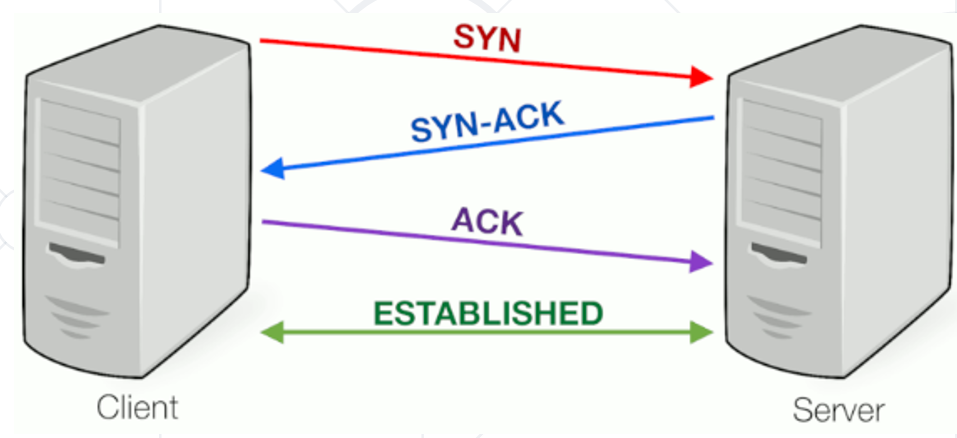 SYN
SYN-ACK
ACK
ESTABLISHED
Client
Server